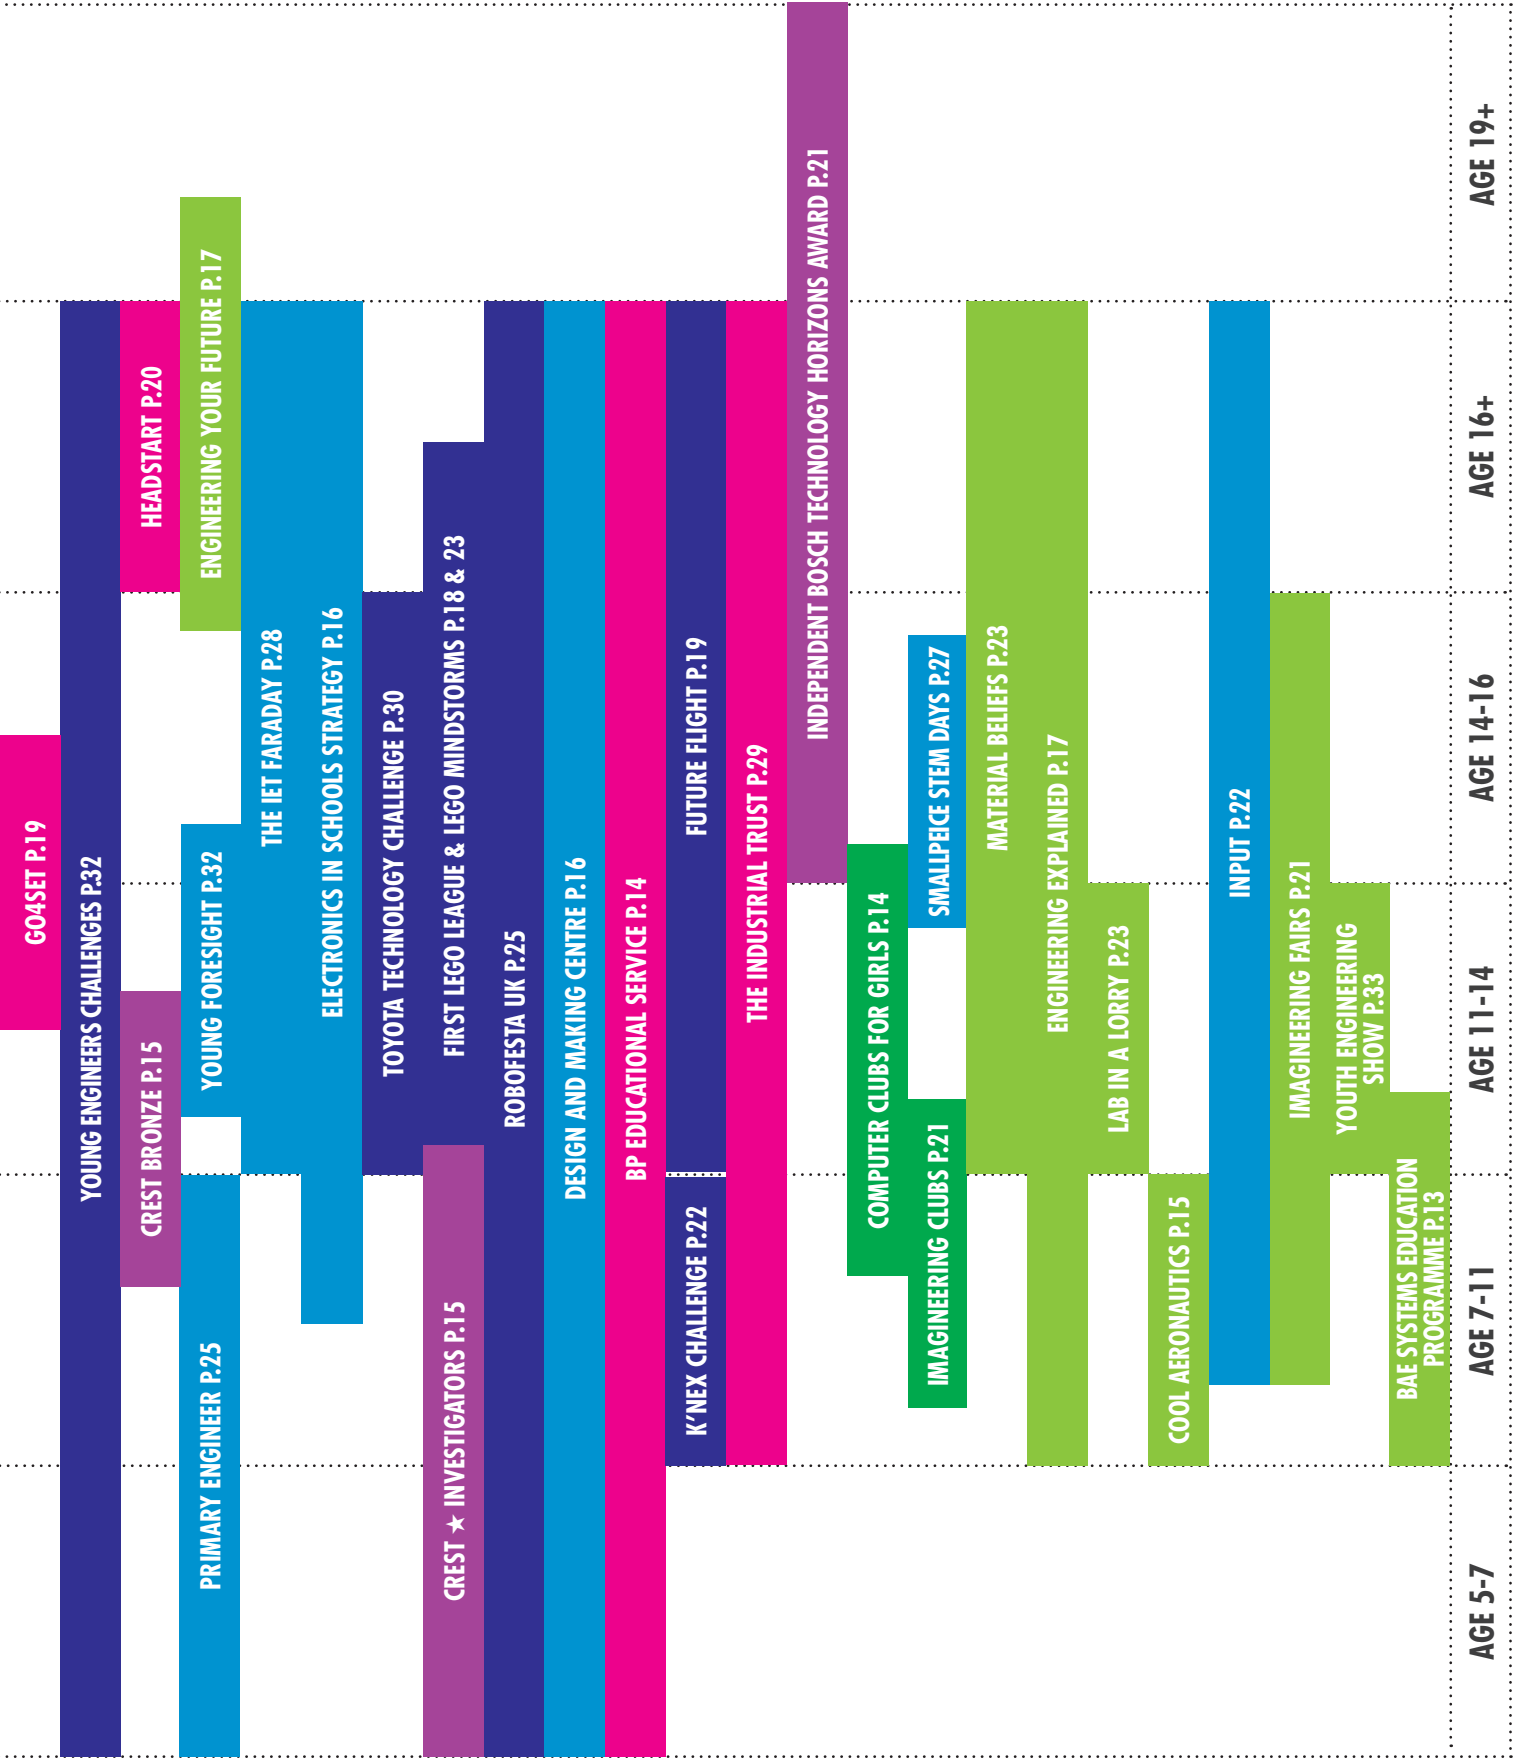 GO4SET P.19
YOUNG ENGINEERS CHALLENGES P.32
HEADSTART P.20
CREST BRONZE P.15
ENGINEERING YOUR FUTURE P.17
YOUNG FORESIGHT P.32
PRIMARY ENGINEER P.25
THE IET FARADAY P.28
ELECTRONICS IN SCHOOLS STRATEGY P.16
TOYOTA TECHNOLOGY CHALLENGE P.30
FIRST LEGO LEAGUE & LEGO MINDSTORMS P.18 & 23
CREST ★ INVESTIGATORS P.15
ROBOFESTA UK P.25
DESIGN AND MAKING CENTRE P.16
BP EDUCATIONAL SERVICE P.14
FUTURE FLIGHT P.19
K'NEX CHALLENGE P.22
THE INDUSTRIAL TRUST P.29
INDEPENDENT BOSCH TECHNOLOGY HORIZONS AWARD P.21
COMPUTER CLUBS FOR GIRLS P.14
SMALLPEICE STEM DAYS P.27
IMAGINEERING CLUBS P.21
MATERIAL BELIEFS P.23
ENGINEERING EXPLAINED P.17
LAB IN A LORRY P.23
COOL AERONAUTICS P.15
INPUT P.22
IMAGINEERING FAIRS P.21
YOUTH ENGINEERING
SHOW P.33
BAE SYSTEMS EDUCATION
PROGRAMME P.13
AGE 5-7
AGE 7-11
AGE 11-14
AGE 14-16
AGE 16+
AGE 19+